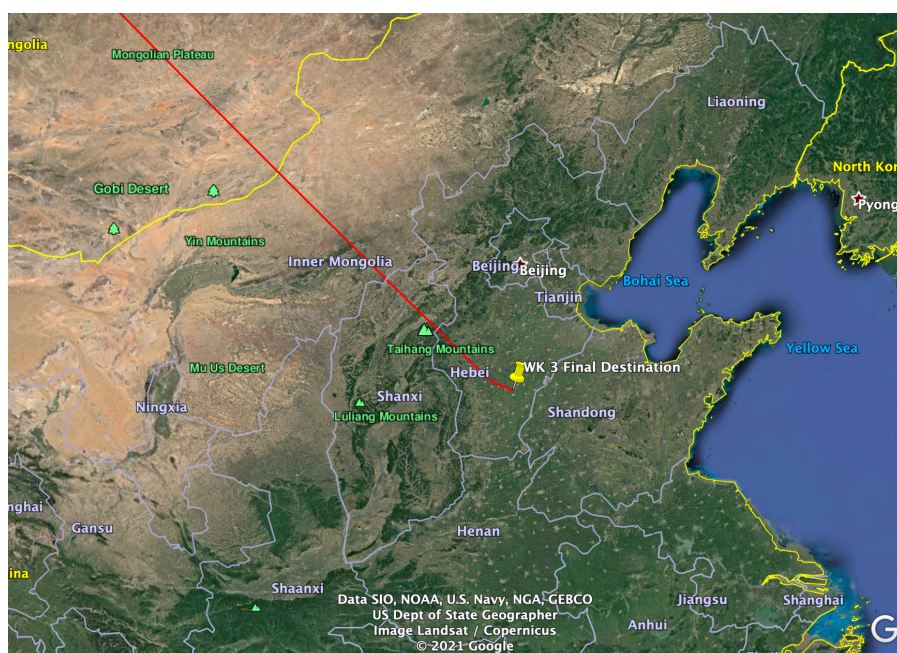 ngolia
Mongolian Plateau
Liaoning
North Kor
Gobi Desert
Pyong
Yin Mountains
Inner Mongolia
Beijing
Beijing
Bohai Sea
Tianjin
Yellow Sea
Taihang Mountains
Mu Us Desert
WK 3 Final Destination
Hebei
Shanxi
Ningxia
Luliang Mountains
Shandong
nghai
Gansu
Henan
ina
Shaanxi
Data SIO, NOAA, U.S. Navy, NGA, GEBCO
US Dept of State Geographer
Image Landsat / Copernicus
© 2021 Google
Jiangsu
Shanghai
Anhui
G